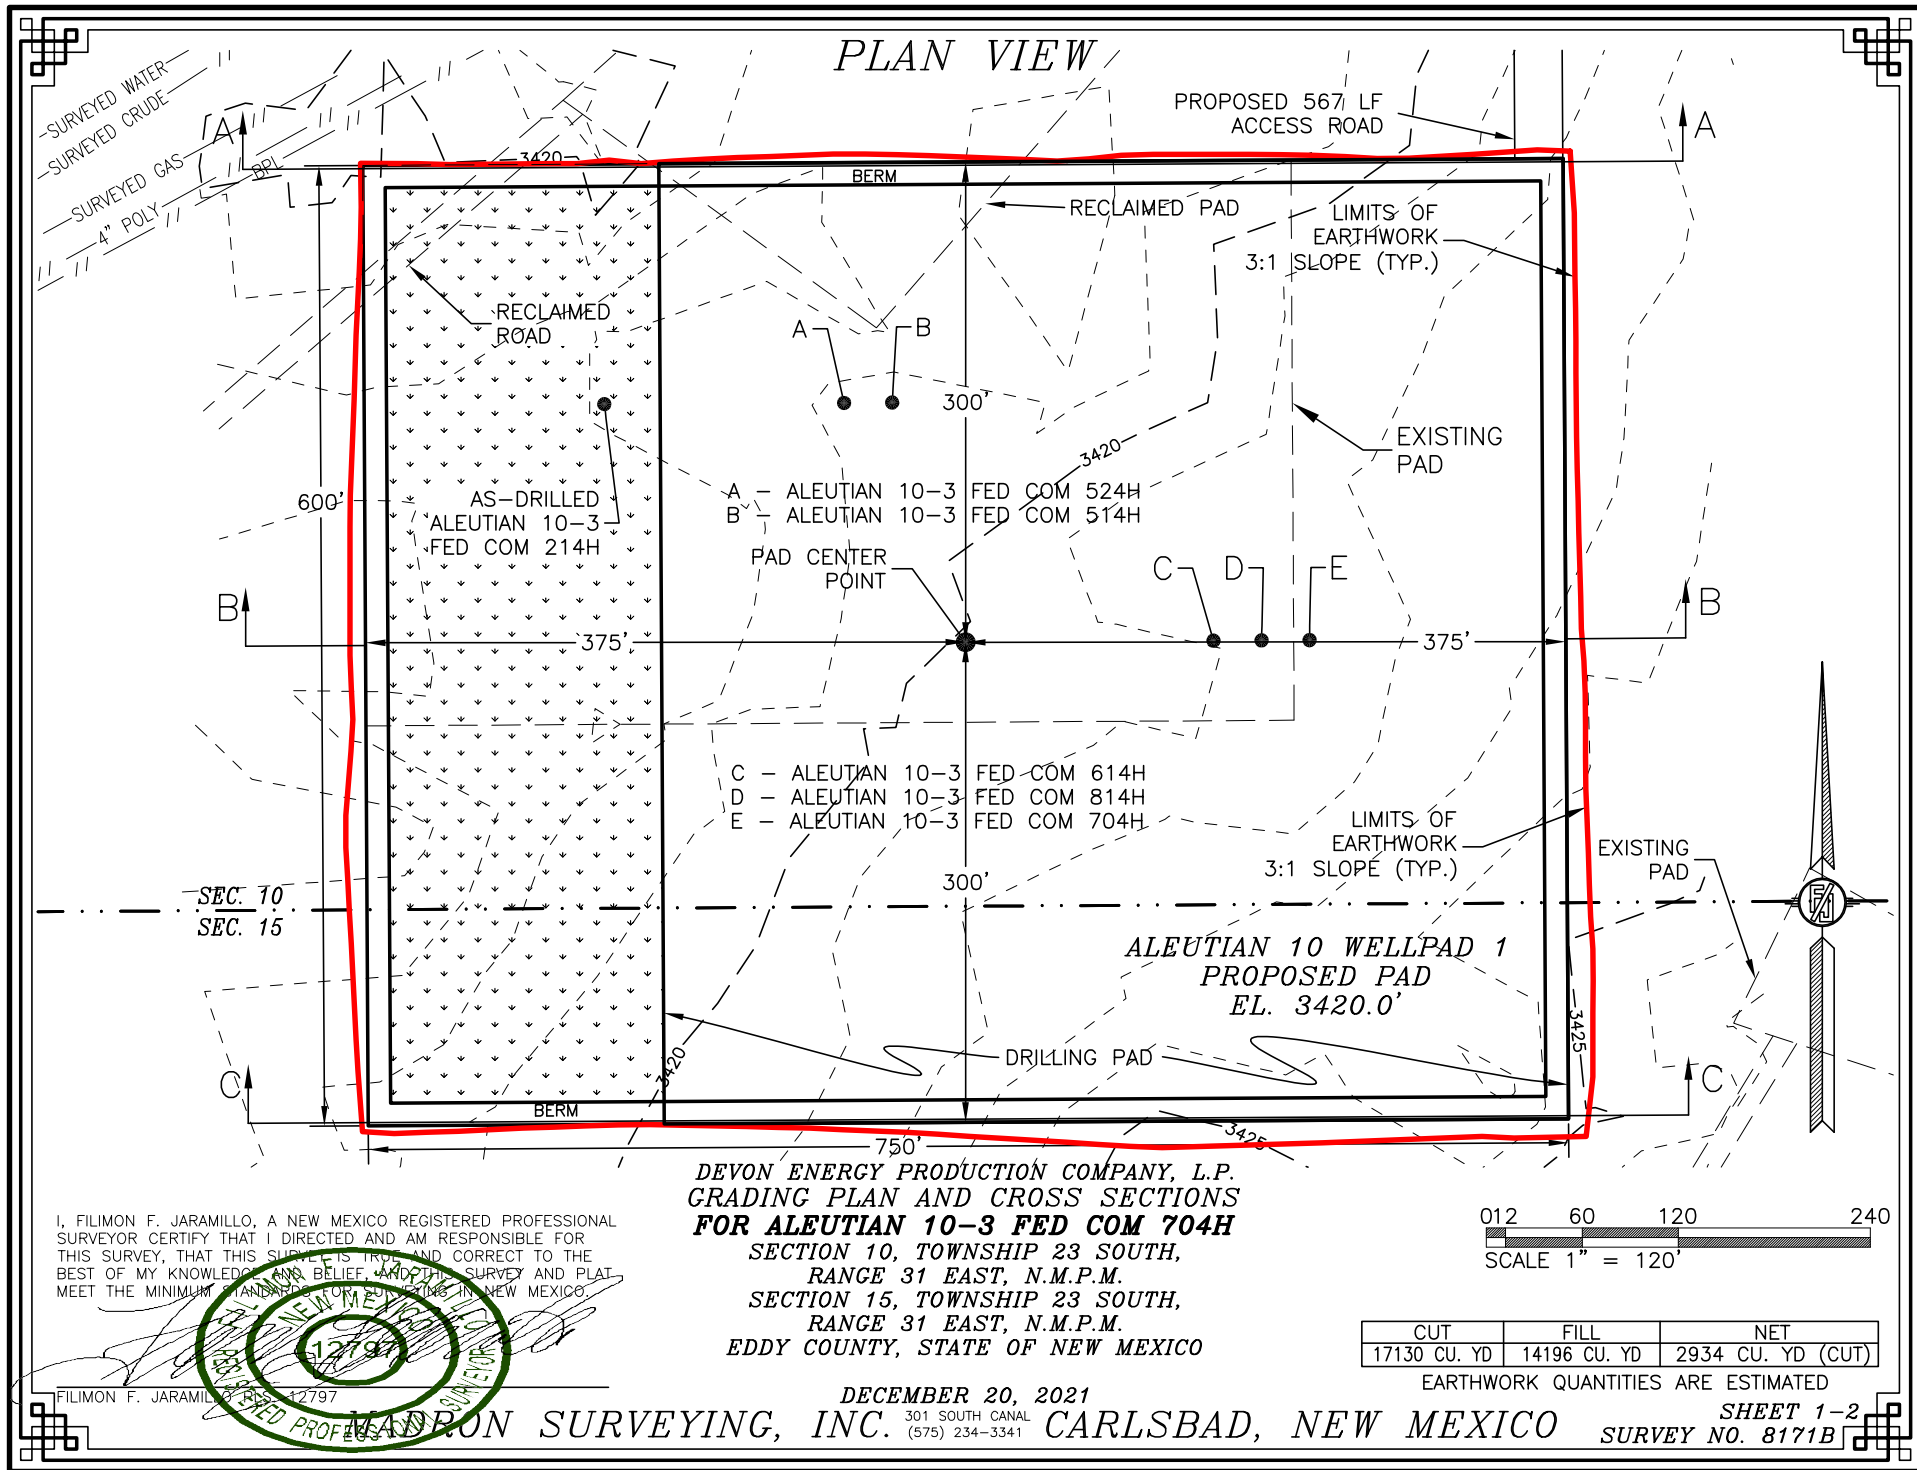 PLAN VIEW
SURVEYED WATER
SURVEYED CRUDE
SURVEYED GAS
4" POLY
BPL
A
A
PROPOSED 567 LF
ACCESS ROAD
A
3420
BERM
RECLAIMED PAD
LIMITS OF
EARTHWORK
3:1 SLOPE (TYP.)
RECLAIMED
ROAD
A
B
300'
3420
EXISTING
PAD
600'
AS-DRILLED
ALEUTIAN 10-3
FED COM 214H
A - ALEUTIAN 10-3 FED COM 524H
B - ALEUTIAN 10-3 FED COM 514H
PAD CENTER
POINT
C
D
E
B
B
375'
375'
C - ALEUTIAN 10-3 FED COM 614H
D - ALEUTIAN 10-3 FED COM 814H
E - ALEUTIAN 10-3 FED COM 704H
LIMITS OF
EARTHWORK
3:1 SLOPE (TYP.)
EXISTING
PAD
300'
SEC. 10
SEC. 15
ALEUTIAN 10 WELLPAD 1
PROPOSED PAD
EL. 3420.0'
3425
3420
DRILLING PAD
C
C
BERM
3425
750'
DEVON ENERGY PRODUCTION COMPANY, L.P.
GRADING PLAN AND CROSS SECTIONS
FOR ALEUTIAN 10-3 FED COM 704H
SECTION 10, TOWNSHIP 23 SOUTH,
RANGE 31 EAST, N.M.P.M.
SECTION 15, TOWNSHIP 23 SOUTH,
RANGE 31 EAST, N.M.P.M.
EDDY COUNTY, STATE OF NEW MEXICO
DECEMBER 20, 2021
I, FILIMON F. JARAMILLO, A NEW MEXICO REGISTERED PROFESSIONAL
SURVEYOR CERTIFY THAT I DIRECTED AND AM RESPONSIBLE FOR
THIS SURVEY, THAT THIS SURVEY IS TRUE AND CORRECT TO THE
BEST OF MY KNOWLEDGE AND BELIEF, AND THIS SURVEY AND PLAT
MEET THE MINIMUM STANDARDS FOR SURVEYING IN NEW MEXICO.
FILIMON F. JARAMILLO
NEW MEXICO
12797
REGISTERED PROFESSIONAL SURVEYOR
FILIMON F. JARAMILLO PLS. 12797
012 60 120 240
SCALE 1" = 120'
CUT FILL NET
17130 CU. YD 14196 CU. YD 2934 CU. YD (CUT)
EARTHWORK QUANTITIES ARE ESTIMATED
MADRON SURVEYING, INC. 301 SOUTH CANAL (575) 234-3341 CARLSBAD, NEW MEXICO
SHEET 1-2
SURVEY NO. 8171B